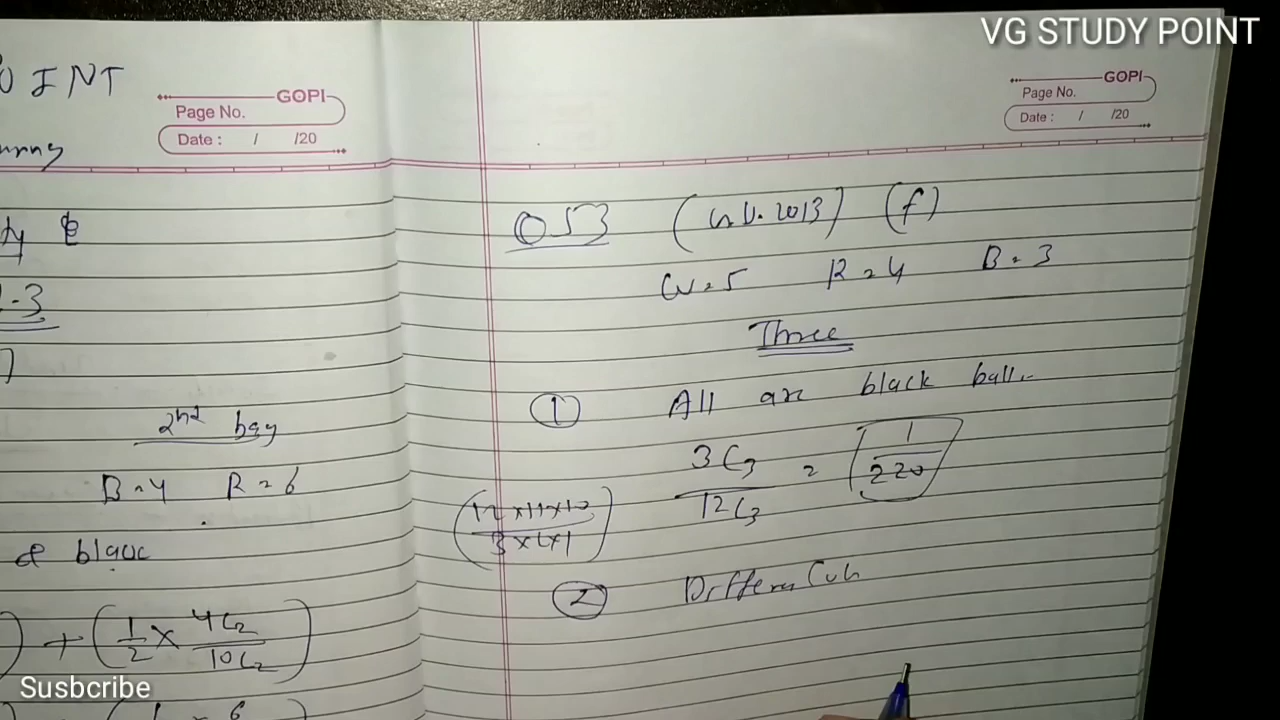 VG STUDY POINT
OINT
GOPI
Page No.
Date : / /20
2nd bag
B=4 R=6
black
) + (1/2 × 4C2/10C2)
Susbcribe
GOPI
Page No.
Date : / /20
053 (G.U. 2013) (f)
W=5 R=4 B=3
Three
① All are black ball.
3C3/12C3 = 1/220
(12×11×10/3×2×1)
②